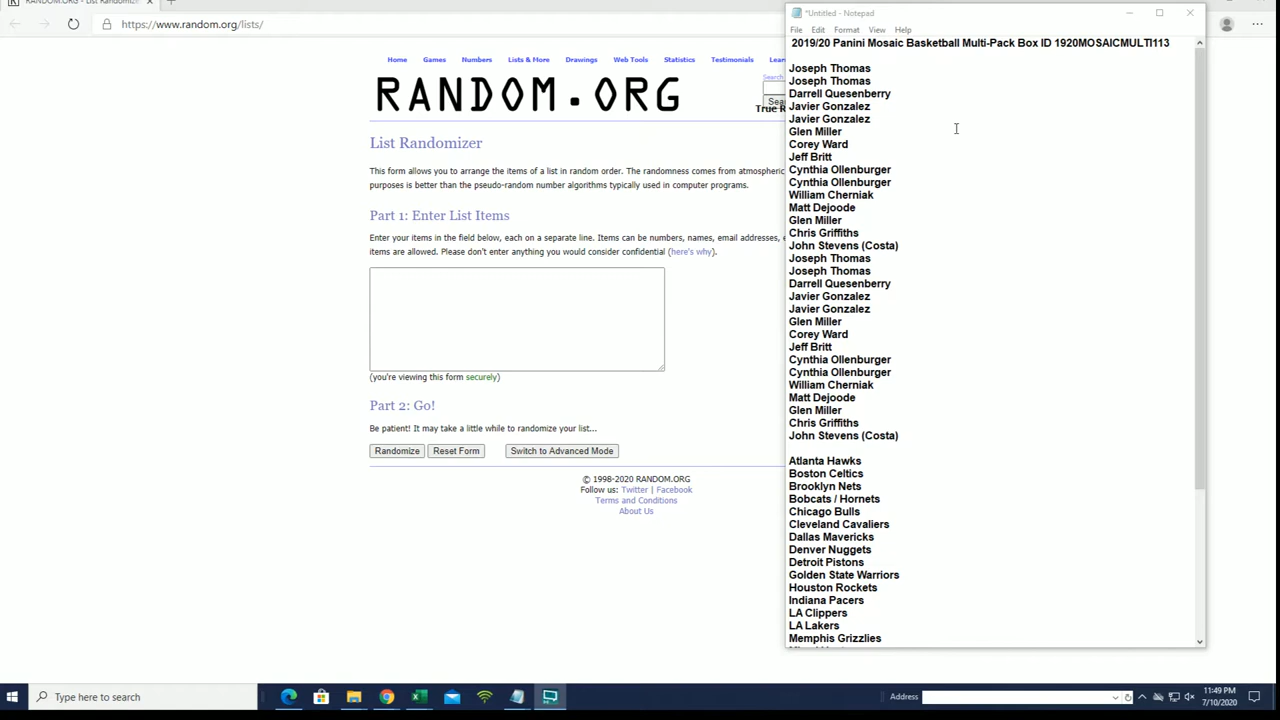 RANDOM.ORG - List Randomizer
https://www.random.org/lists/
Home Games Numbers Lists & More Drawings Web Tools Statistics Testimonials
RANDOM.ORG
Search
True
List Randomizer
This form allows you to arrange the items of a list in random order. The randomness comes from atmospheric
purposes is better than the pseudo-random number algorithms typically used in computer programs.
Part 1: Enter List Items
Enter your items in the field below, each on a separate line. Items can be numbers, names, email addresses,
items are allowed. Please don't enter anything you would consider confidential (here's why).
(you're viewing this form securely)
Part 2: Go!
Be patient! It may take a little while to randomize your list...
Randomize Reset Form Switch to Advanced Mode
© 1998-2020 RANDOM.ORG
Follow us: Twitter | Facebook
Terms and Conditions
About Us
*Untitled - Notepad
File Edit Format View Help
2019/20 Panini Mosaic Basketball Multi-Pack Box ID 1920MOSAICMULTI113
Joseph Thomas
Joseph Thomas
Darrell Quesenberry
Javier Gonzalez
Javier Gonzalez
Glen Miller
Corey Ward
Jeff Britt
Cynthia Ollenburger
Cynthia Ollenburger
William Cherniak
Matt Dejoode
Glen Miller
Chris Griffiths
John Stevens (Costa)
Joseph Thomas
Joseph Thomas
Darrell Quesenberry
Javier Gonzalez
Javier Gonzalez
Glen Miller
Corey Ward
Jeff Britt
Cynthia Ollenburger
Cynthia Ollenburger
William Cherniak
Matt Dejoode
Glen Miller
Chris Griffiths
John Stevens (Costa)
Atlanta Hawks
Boston Celtics
Brooklyn Nets
Bobcats / Hornets
Chicago Bulls
Cleveland Cavaliers
Dallas Mavericks
Denver Nuggets
Detroit Pistons
Golden State Warriors
Houston Rockets
Indiana Pacers
LA Clippers
LA Lakers
Memphis Grizzlies
Type here to search
Address
11:49 PM
7/10/2020